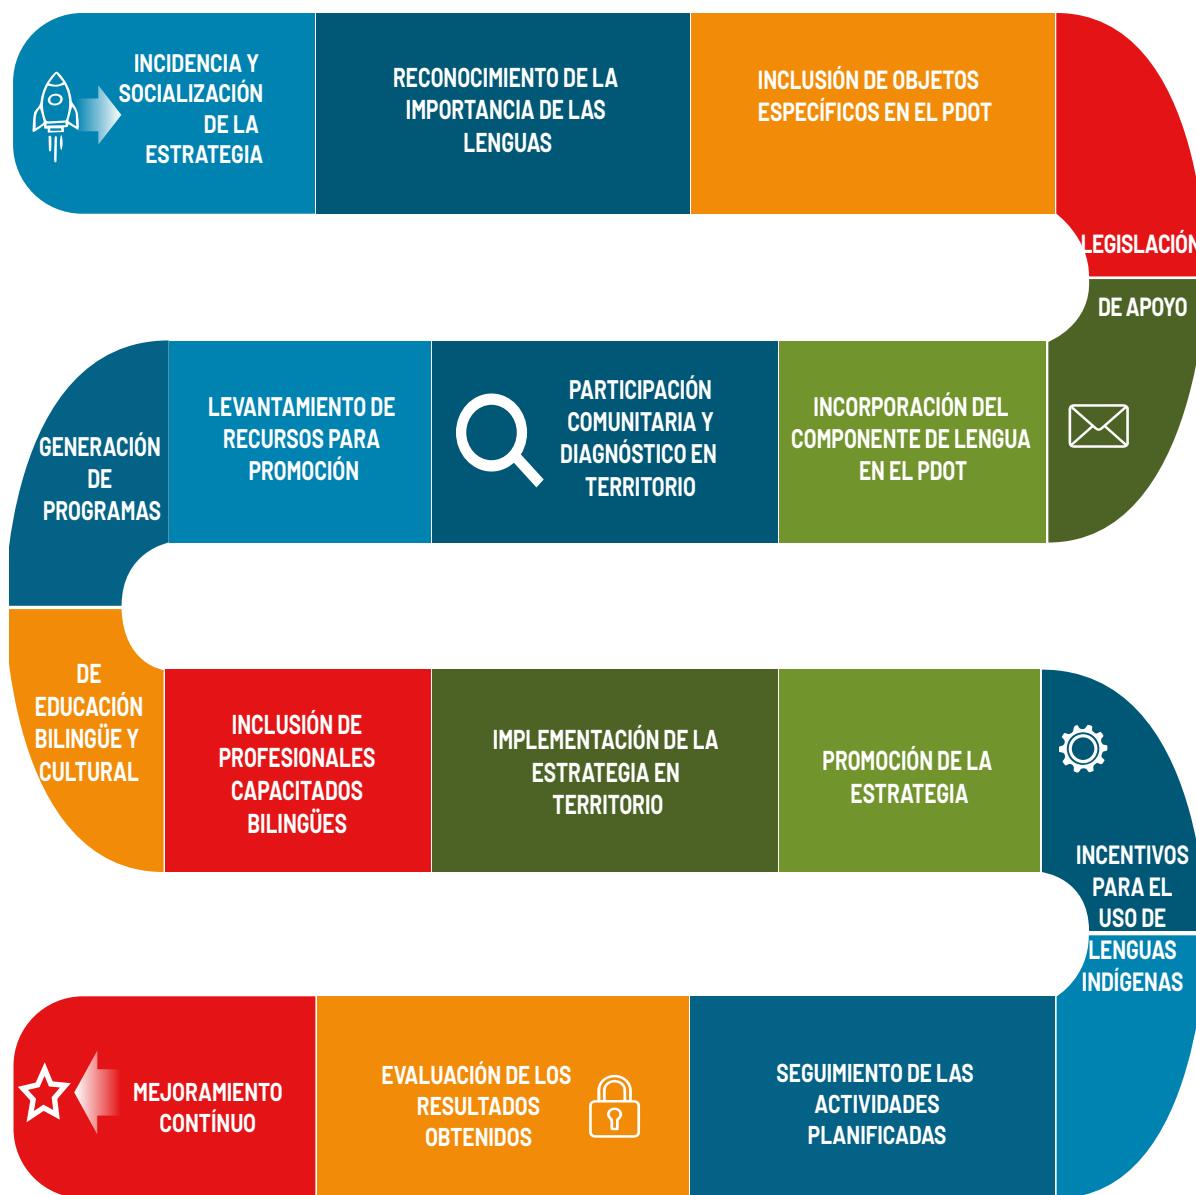 INCIDENCIA Y
SOCIALIZACIÓN
DE LA
ESTRATEGIA
RECONOCIMIENTO DE LA
IMPORTANCIA DE LAS
LENGUAS
INCLUSIÓN DE OBJETOS
ESPECÍFICOS EN EL PDOT
LEGISLACIÓN
DE APOYO
INCORPORACIÓN DEL
COMPONENTE DE LENGUA
EN EL PDOT
PARTICIPACIÓN
COMUNITARIA Y
DIAGNÓSTICO EN
TERRITORIO
LEVANTAMIENTO DE
RECURSOS PARA
PROMOCIÓN
GENERACIÓN
DE
PROGRAMAS
DE
EDUCACIÓN
BILINGÜE Y
CULTURAL
INCLUSIÓN DE
PROFESIONALES
CAPACITADOS
BILINGÜES
IMPLEMENTACIÓN DE LA
ESTRATEGIA EN
TERRITORIO
PROMOCIÓN DE LA
ESTRATEGIA
INCENTIVOS
PARA EL
USO DE
LENGUAS
INDÍGENAS
SEGUIMIENTO DE LAS
ACTIVIDADES
PLANIFICADAS
EVALUACIÓN DE LOS
RESULTADOS
OBTENIDOS
MEJORAMIENTO
CONTÍNUO